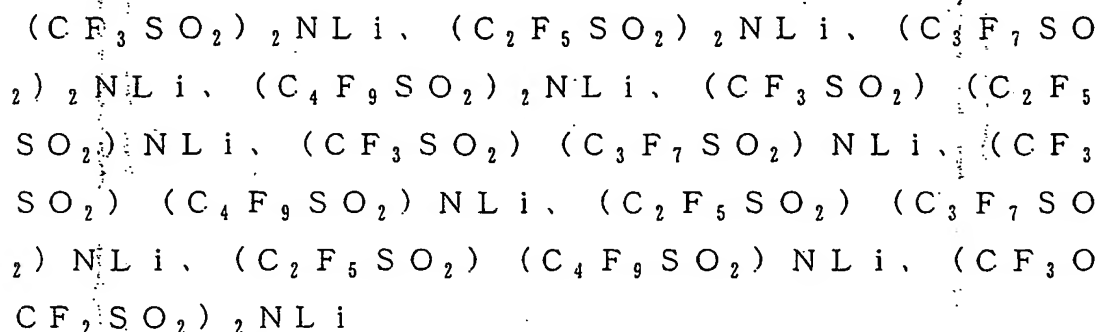 (CF₃SO₂)₂NLi、(C₂F₅SO₂)₂NLi、(C₃F₇SO
₂)₂NLi、(C₄F₉SO₂)₂NLi、(CF₃SO₂)(C₂F₅
SO₂)NLi、(CF₃SO₂)(C₃F₇SO₂)NLi、(CF₃
SO₂)(C₄F₉SO₂)NLi、(C₂F₅SO₂)(C₃F₇SO
₂)NLi、(C₂F₅SO₂)(C₄F₉SO₂)NLi、(CF₃O
CF₂SO₂)₂NLi